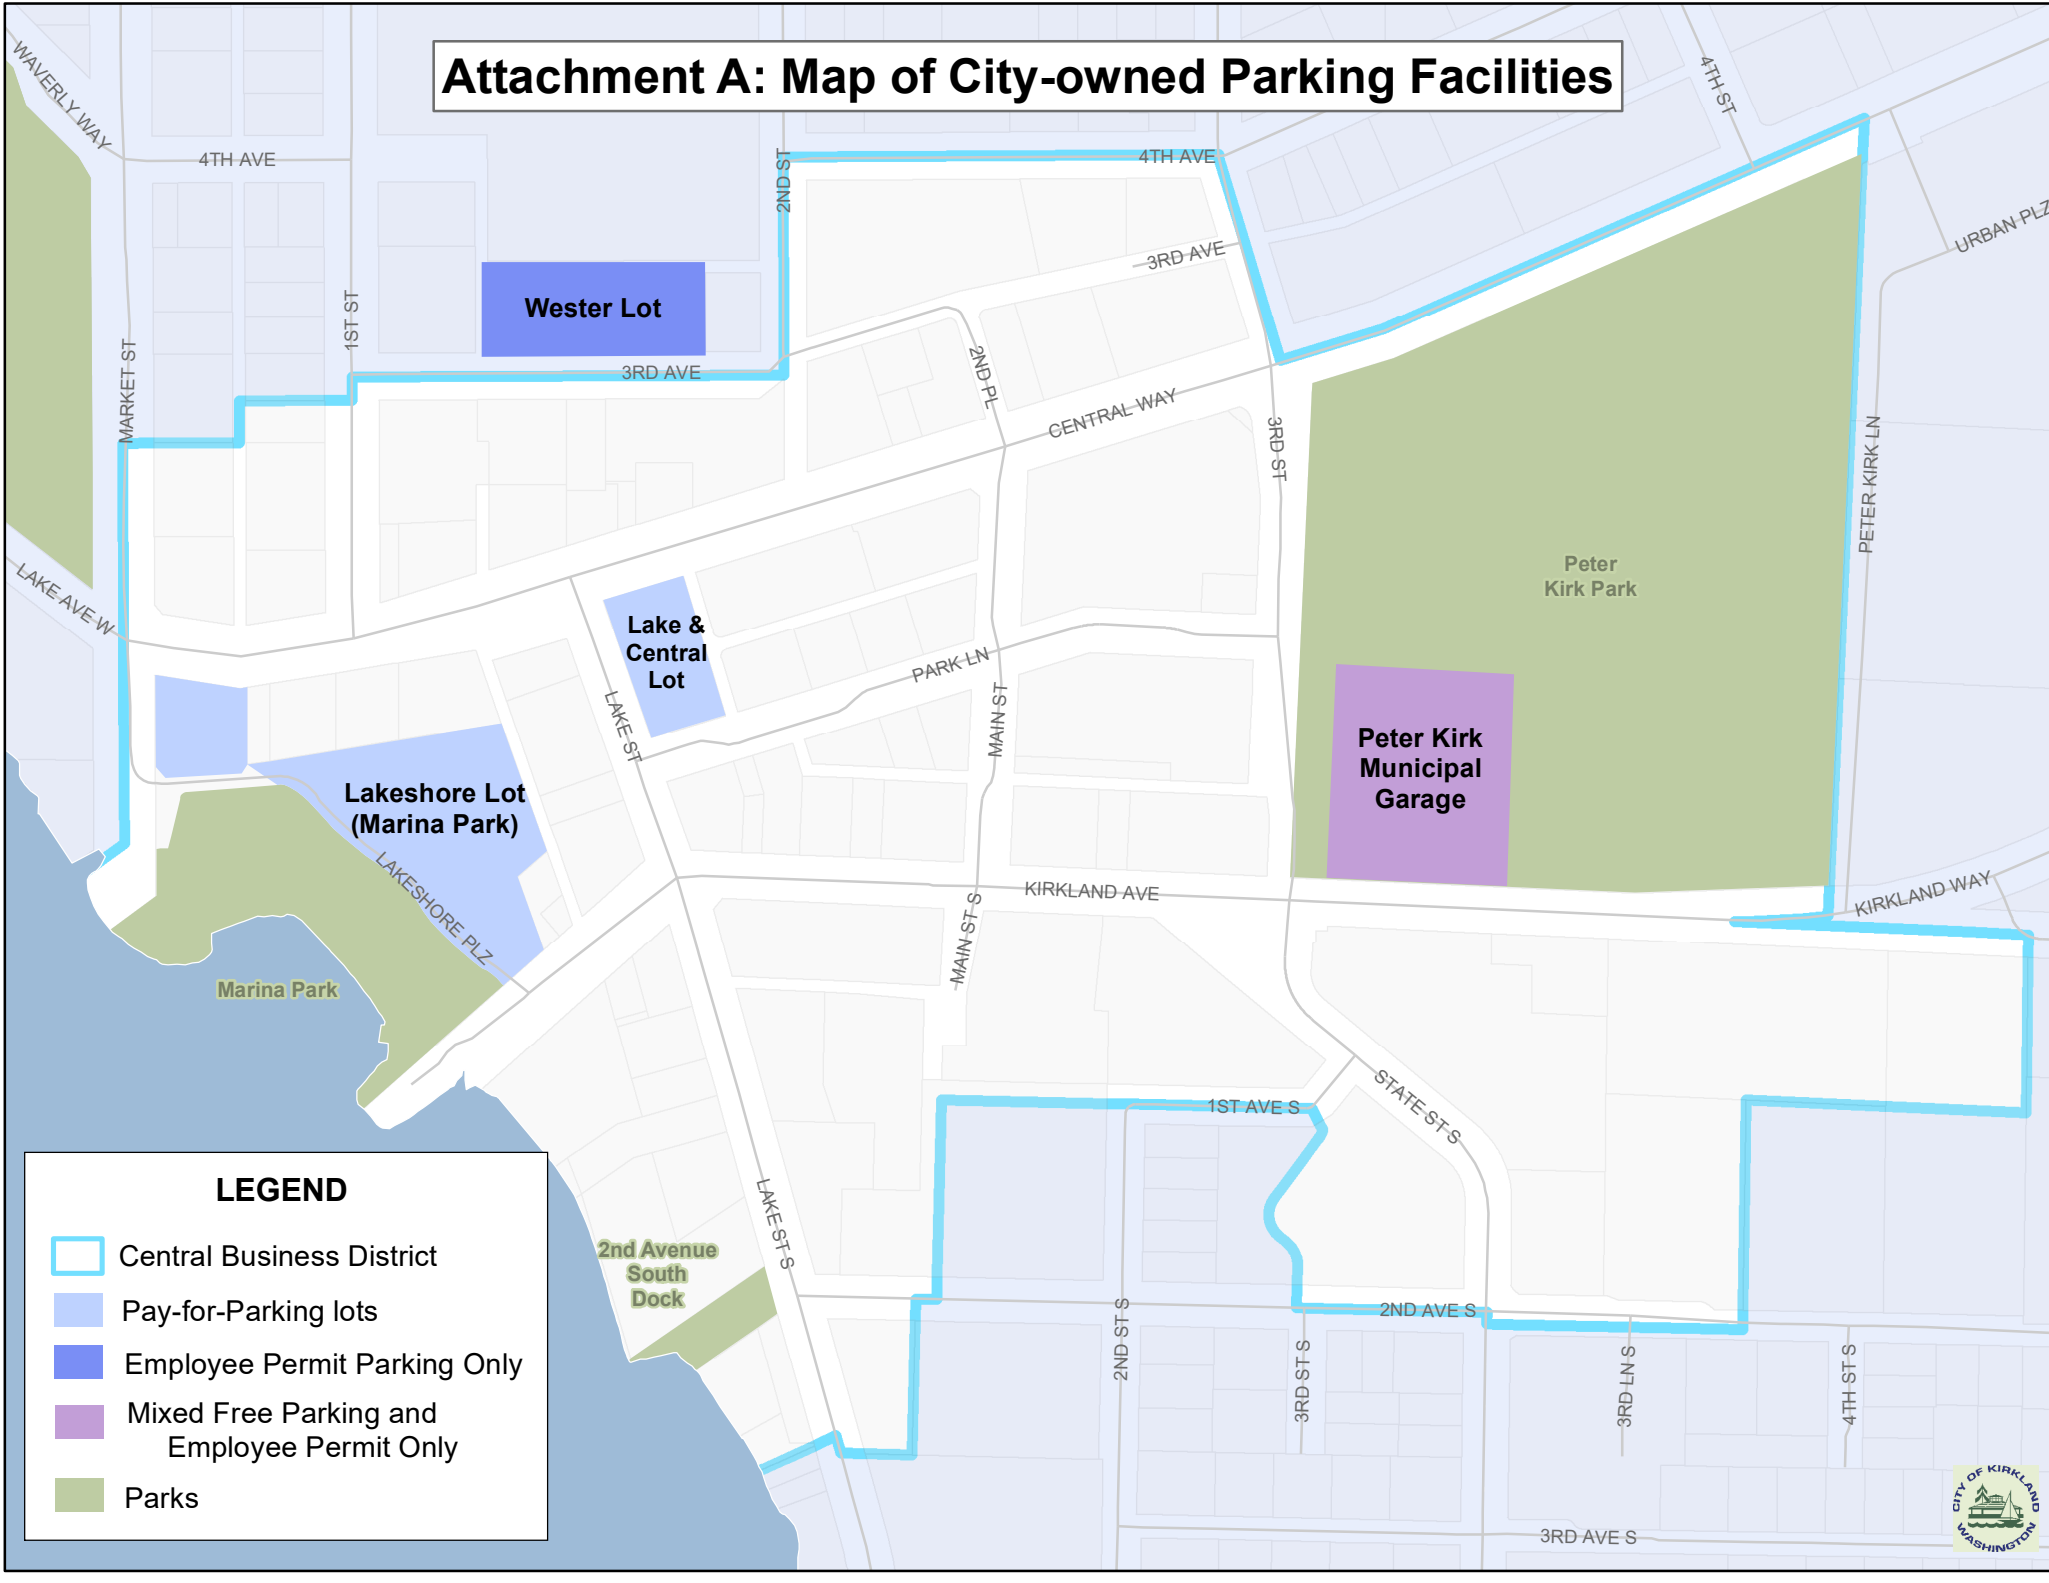 Attachment A: Map of City-owned Parking Facilities
WAVERLY WAY
4TH AVE
2ND ST
4TH AVE
4TH ST
URBAN PLZ
3RD AVE
Wester Lot
1ST ST
MARKET ST
3RD AVE
2ND PL
CENTRAL WAY
3RD ST
PETER KIRK LN
Peter
Kirk Park
LAKE AVE W
Lake &
Central
Lot
PARK LN
LAKE ST
MAIN ST
Peter Kirk
Municipal
Garage
Lakeshore Lot
(Marina Park)
LAKESHORE PLZ
KIRKLAND AVE
KIRKLAND WAY
MAIN ST S
Marina Park
STATE ST S
1ST AVE S
LAKE ST S
2nd Avenue
South
Dock
2ND AVE S
2ND ST S
3RD ST S
3RD LN S
4TH ST S
3RD AVE S
LEGEND
Central Business District
Pay-for-Parking lots
Employee Permit Parking Only
Mixed Free Parking and
Employee Permit Only
Parks
CITY OF KIRKLAND
WASHINGTON